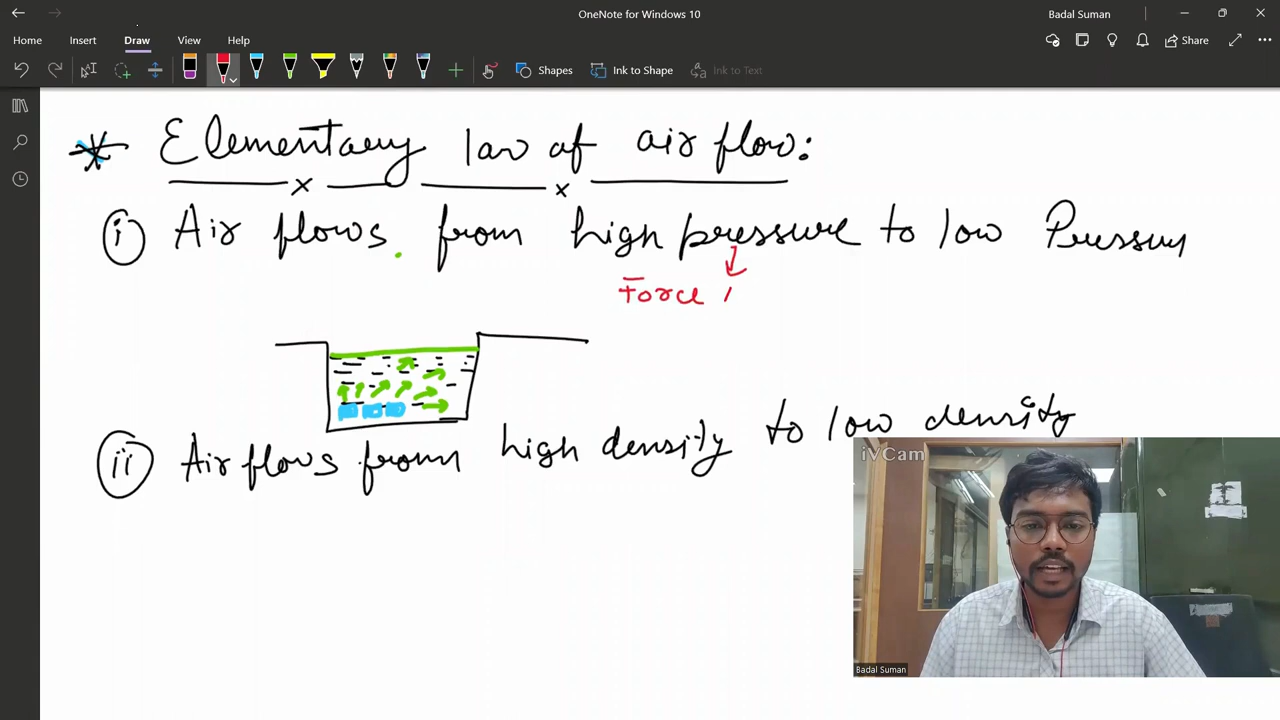 OneNote for Windows 10
Badal Suman
Home Insert Draw View Help
Share
Shapes
Ink to Shape
Ink to Text
Elementary law of air flow:
i) Air flows from high pressure to low Pressure
Force /
ii) Air flows from high density to low density
iVCam
Badal Suman